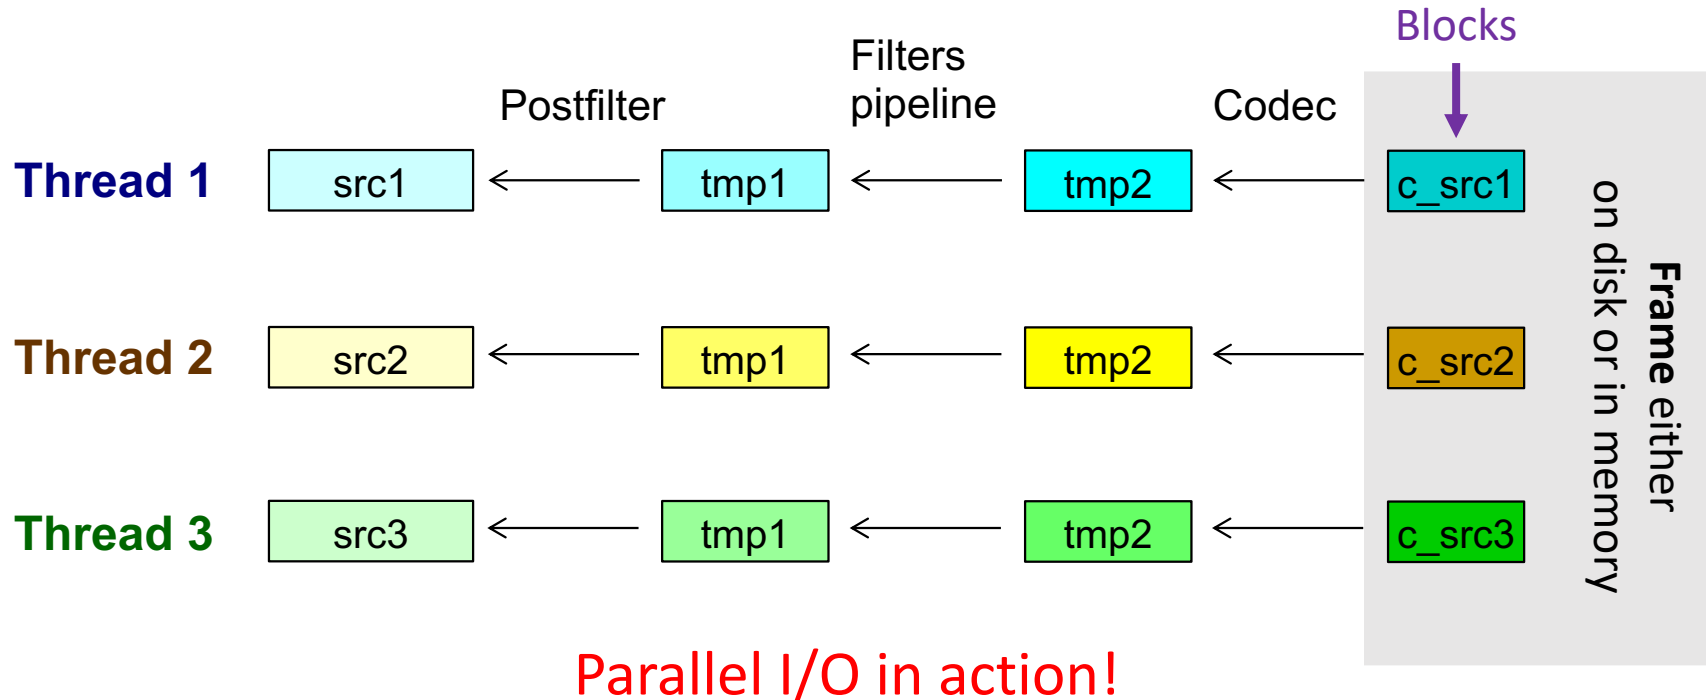 Blocks
Filters
pipeline
Postfilter
Codec
Thread 1
src1
tmp1
tmp2
c_src1
Thread 2
src2
tmp1
tmp2
c_src2
Thread 3
src3
tmp1
tmp2
c_src3
Frame either
on disk or in memory
Parallel I/O in action!